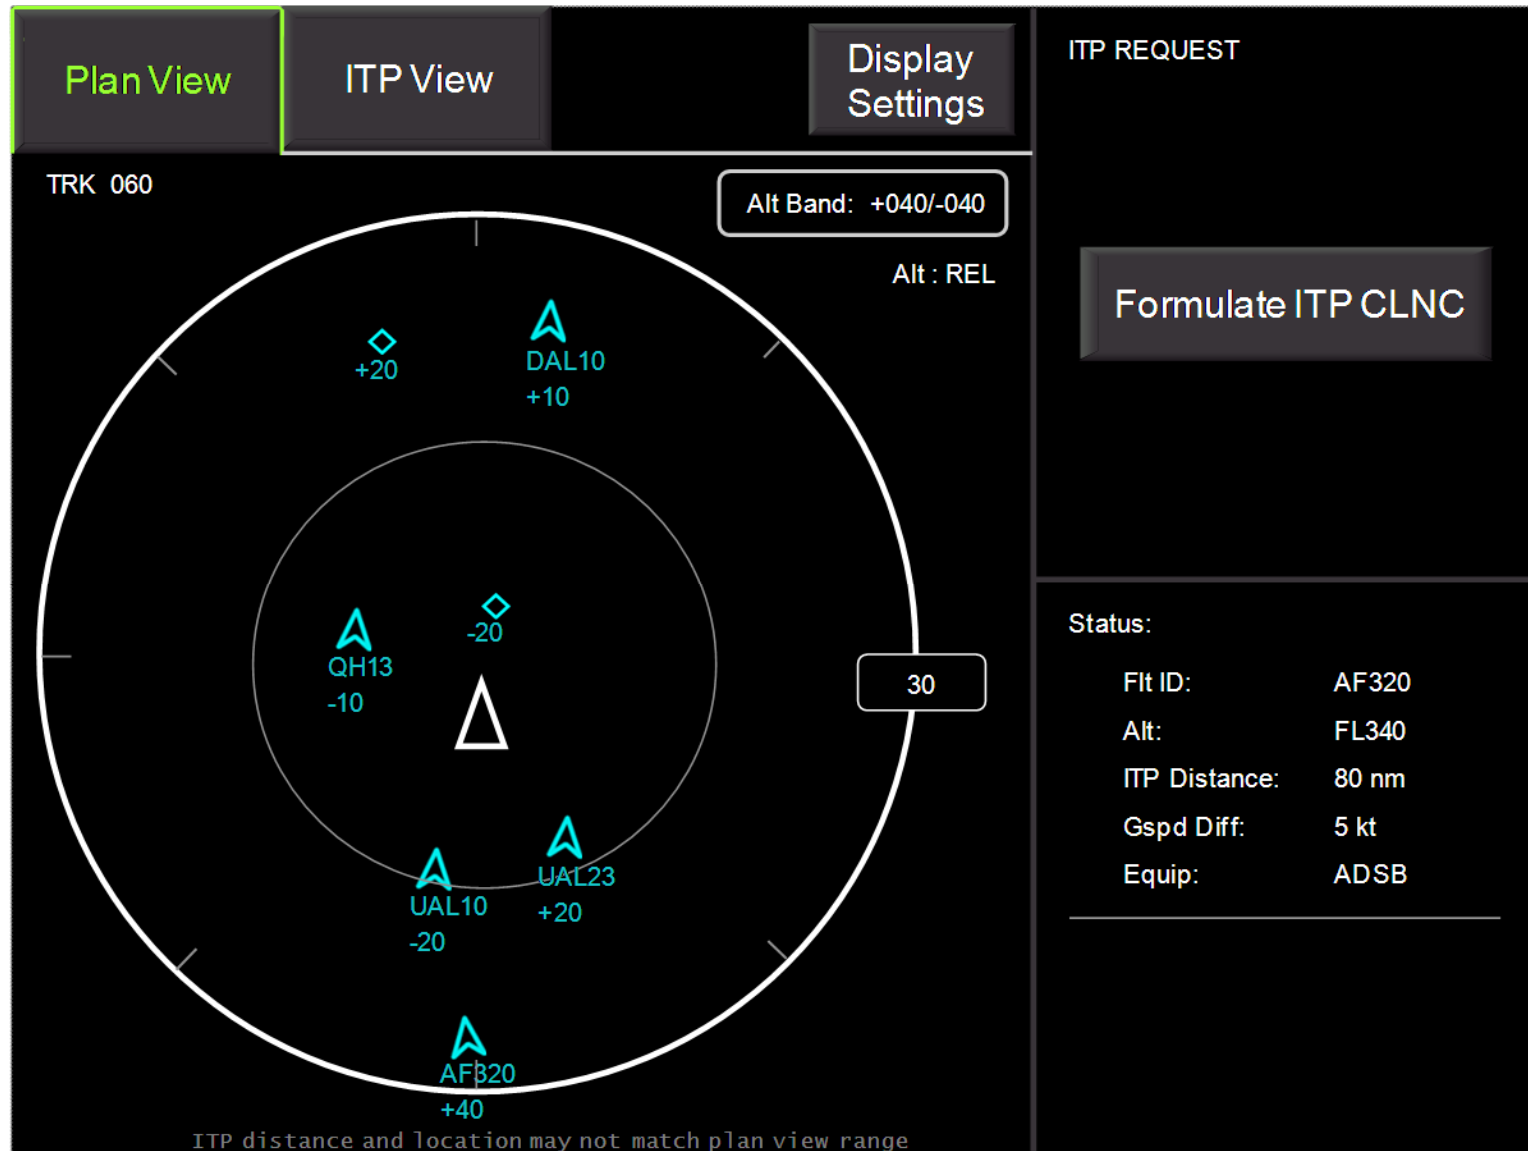 Plan View
ITP View
Display
Settings
TRK 060
Alt Band: +040/-040
Alt : REL
+20
DAL10
+10
-20
QH13
-10
30
UAL10
-20
UAL23
+20
AF320
+40
ITP distance and location may not match plan view range
ITP REQUEST
Formulate ITP CLNC
Status:
Flt ID: AF320
Alt: FL340
ITP Distance: 80 nm
Gspd Diff: 5 kt
Equip: ADSB